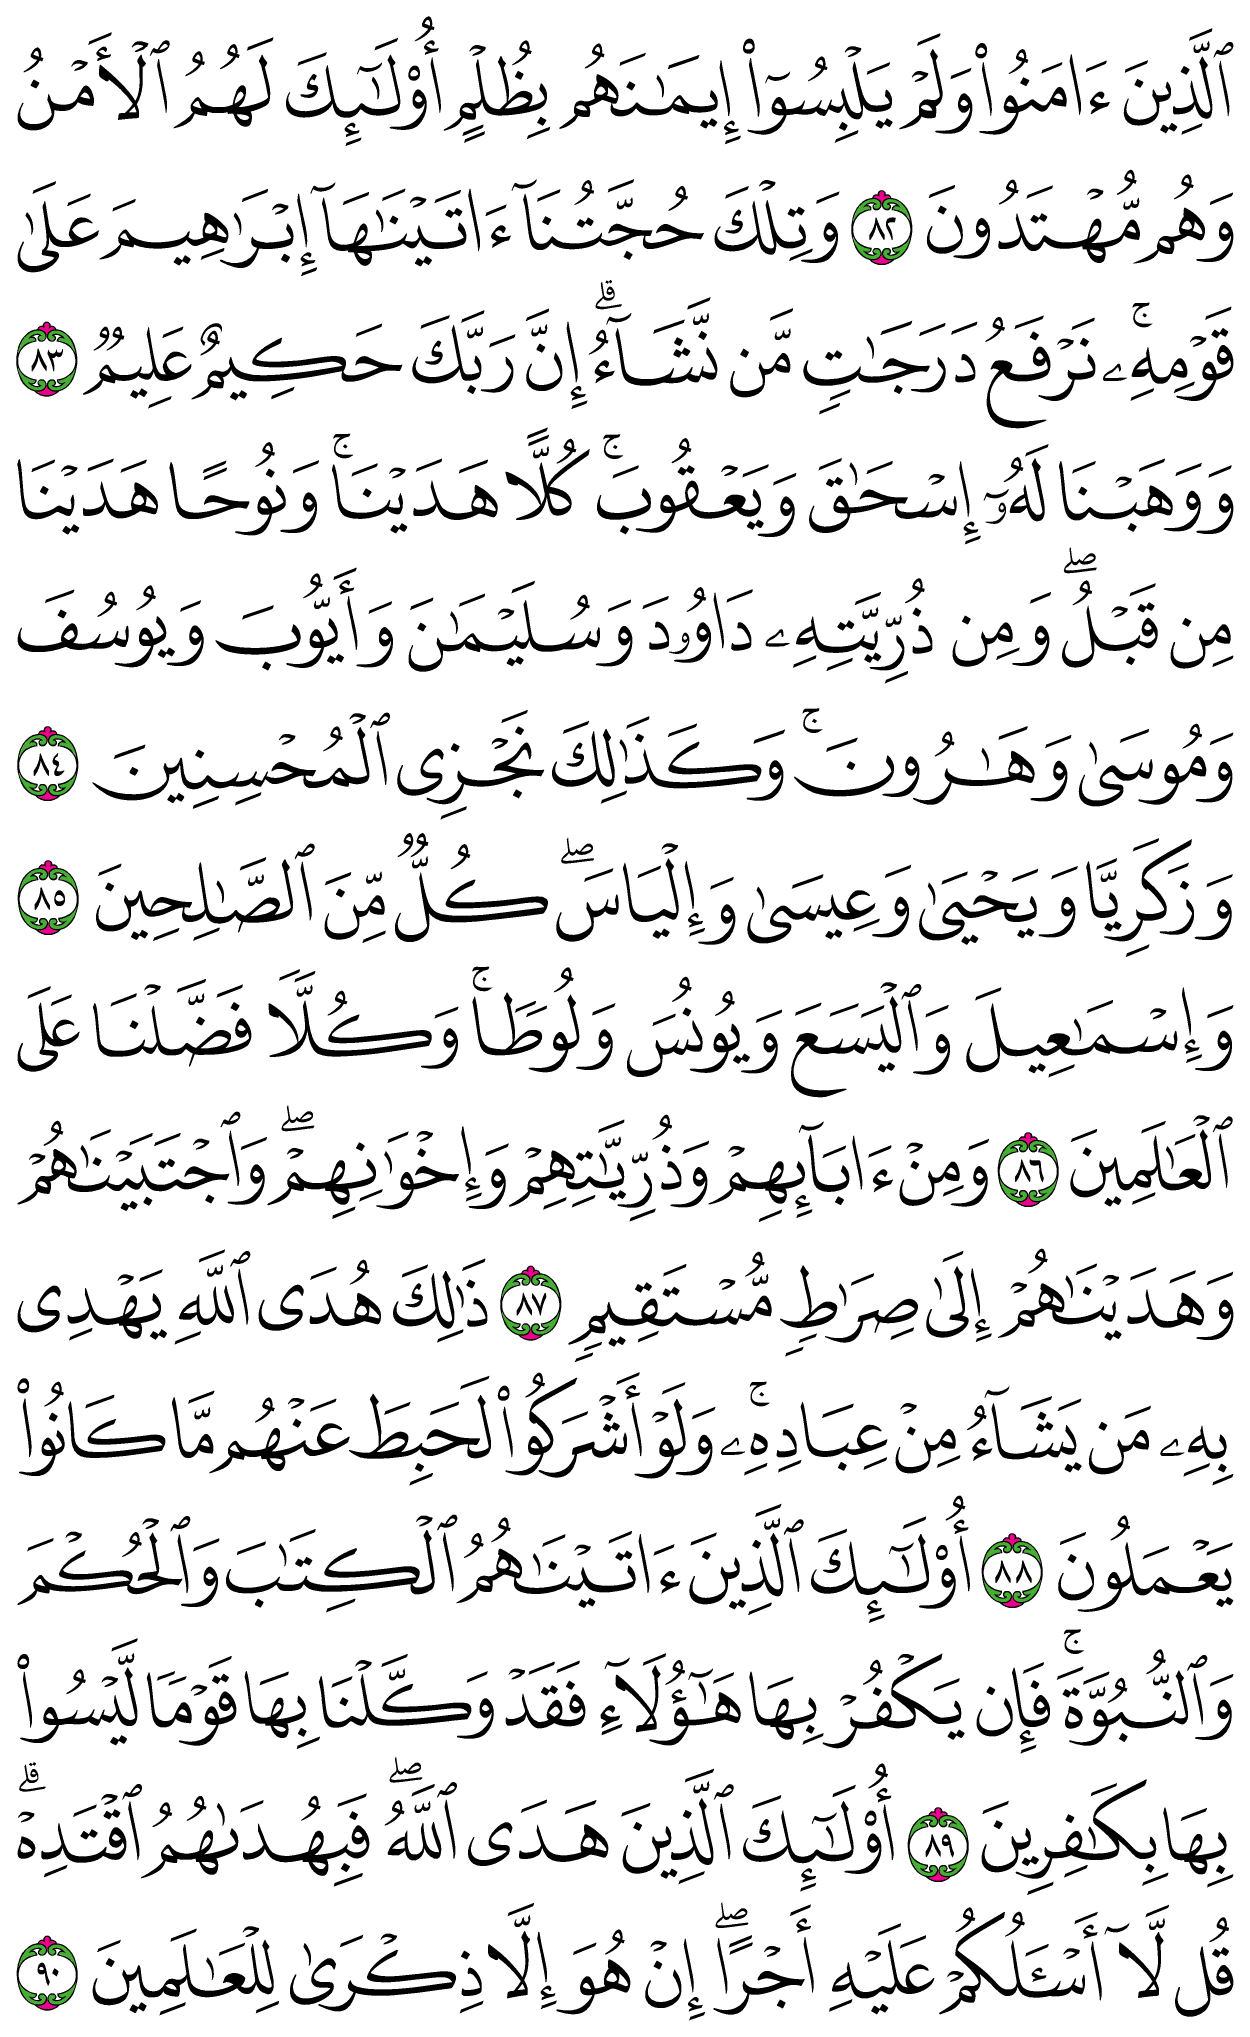 ٱلَّذِينَ ءَامَنُوا۟ وَلَمْ يَلْبِسُوٓا۟ إِيمَـٰنَهُم بِظُلْمٍ أُو۟لَـٰٓئِكَ لَهُمُ ٱلْأَمْنُ
وَهُم مُّهْتَدُونَ ٨٢ وَتِلْكَ حُجَّتُنَآ ءَاتَيْنَـٰهَآ إِبْرَٰهِيمَ عَلَىٰ
قَوْمِهِۦ ۚ نَرْفَعُ دَرَجَـٰتٍ مَّن نَّشَآءُ ۗ إِنَّ رَبَّكَ حَكِيمٌ عَلِيمٌ ٨٣
وَوَهَبْنَا لَهُۥٓ إِسْحَـٰقَ وَيَعْقُوبَ ۚ كُلًّا هَدَيْنَا ۚ وَنُوحًا هَدَيْنَا
مِن قَبْلُ ۖ وَمِن ذُرِّيَّتِهِۦ دَاوُۥدَ وَسُلَيْمَـٰنَ وَأَيُّوبَ وَيُوسُفَ
وَمُوسَىٰ وَهَـٰرُونَ ۚ وَكَذَٰلِكَ نَجْزِى ٱلْمُحْسِنِينَ ٨٤
وَزَكَرِيَّا وَيَحْيَىٰ وَعِيسَىٰ وَإِلْيَاسَ ۖ كُلٌّ مِّنَ ٱلصَّـٰلِحِينَ ٨٥
وَإِسْمَـٰعِيلَ وَٱلْيَسَعَ وَيُونُسَ وَلُوطًا ۚ وَكُلًّا فَضَّلْنَا عَلَى
ٱلْعَـٰلَمِينَ ٨٦ وَمِنْ ءَابَآئِهِمْ وَذُرِّيَّـٰتِهِمْ وَإِخْوَٰنِهِمْ ۖ وَٱجْتَبَيْنَـٰهُمْ
وَهَدَيْنَـٰهُمْ إِلَىٰ صِرَٰطٍ مُّسْتَقِيمٍ ٨٧ ذَٰلِكَ هُدَى ٱللَّهِ يَهْدِى
بِهِۦ مَن يَشَآءُ مِنْ عِبَادِهِۦ ۚ وَلَوْ أَشْرَكُوا۟ لَحَبِطَ عَنْهُم مَّا كَانُوا۟
يَعْمَلُونَ ٨٨ أُو۟لَـٰٓئِكَ ٱلَّذِينَ ءَاتَيْنَـٰهُمُ ٱلْكِتَـٰبَ وَٱلْحُكْمَ
وَٱلنُّبُوَّةَ ۚ فَإِن يَكْفُرْ بِهَا هَـٰٓؤُلَآءِ فَقَدْ وَكَّلْنَا بِهَا قَوْمًا لَّيْسُوا۟
بِهَا بِكَـٰفِرِينَ ٨٩ أُو۟لَـٰٓئِكَ ٱلَّذِينَ هَدَى ٱللَّهُ ۖ فَبِهُدَىٰهُمُ ٱقْتَدِهْ ۗ
قُل لَّآ أَسْـَٔلُكُمْ عَلَيْهِ أَجْرًا ۖ إِنْ هُوَ إِلَّا ذِكْرَىٰ لِلْعَـٰلَمِينَ ٩٠